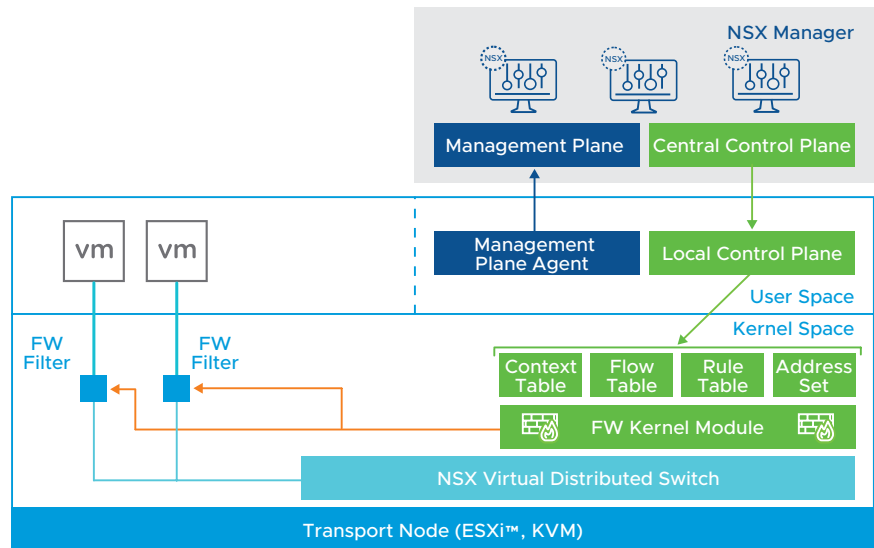 NSX Manager
NSX
NSX
NSX
Management Plane
Central Control Plane
vm
vm
Management
Plane Agent
Local Control Plane
User Space
Kernel Space
FW
Filter
FW
Filter
Context
Table
Flow
Table
Rule
Table
Address
Set
FW Kernel Module
NSX Virtual Distributed Switch
Transport Node (ESXi™, KVM)